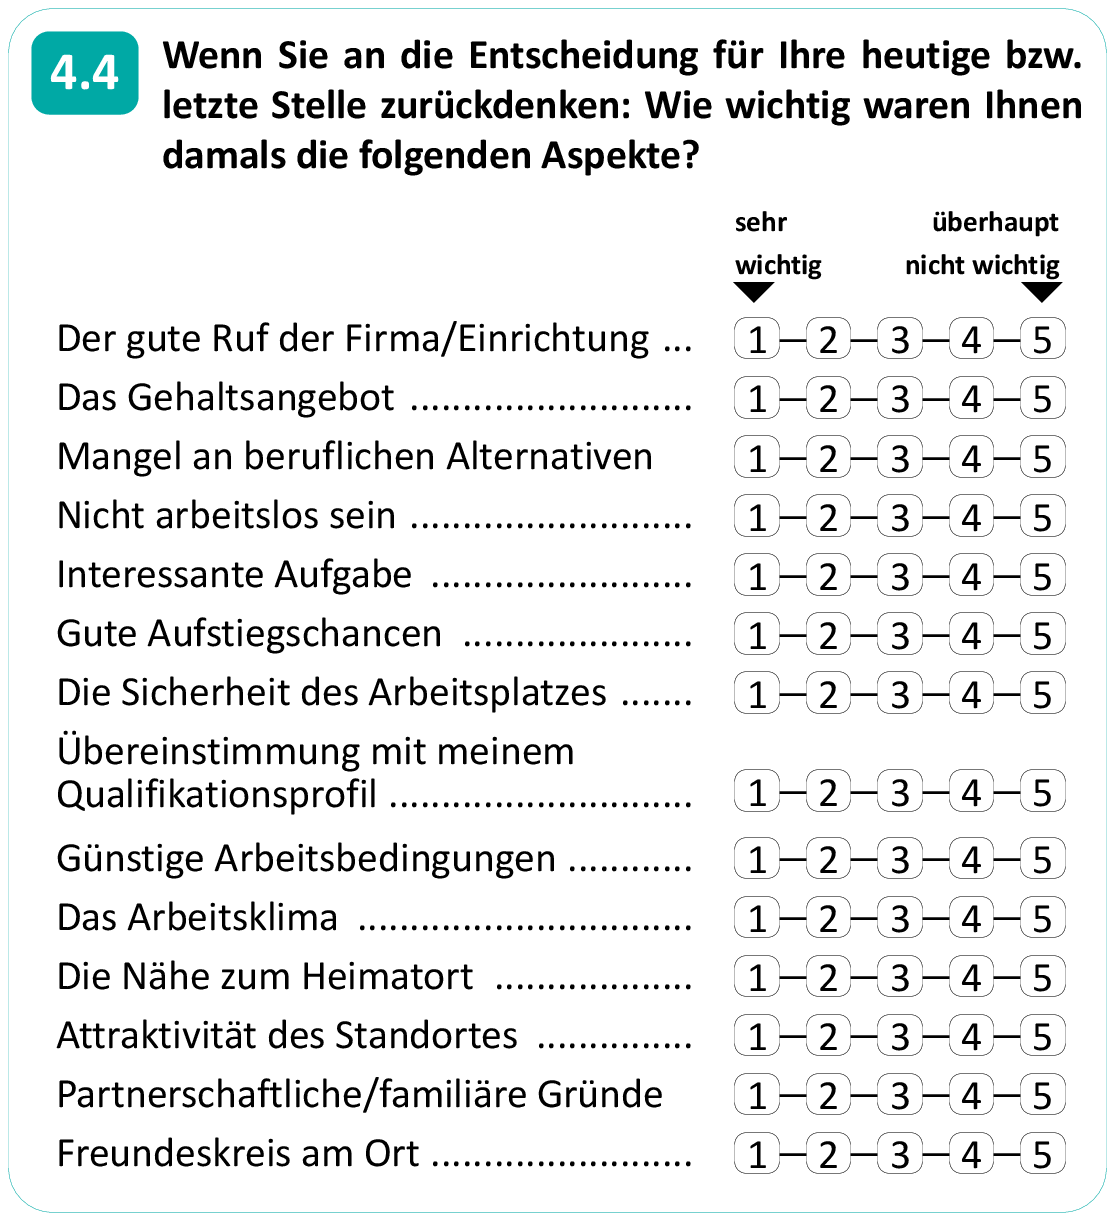 4.4 Wenn Sie an die Entscheidung für Ihre heutige bzw.
letzte Stelle zurückdenken: Wie wichtig waren Ihnen
damals die folgenden Aspekte?
sehr überhaupt
wichtig nicht wichtig
Der gute Ruf der Firma/Einrichtung ... 1 2 3 4 5
Das Gehaltsangebot ........................... 1 2 3 4 5
Mangel an beruflichen Alternativen 1 2 3 4 5
Nicht arbeitslos sein ........................... 1 2 3 4 5
Interessante Aufgabe ......................... 1 2 3 4 5
Gute Aufstiegschancen ...................... 1 2 3 4 5
Die Sicherheit des Arbeitsplatzes ....... 1 2 3 4 5
Übereinstimmung mit meinem
Qualifikationsprofil ............................. 1 2 3 4 5
Günstige Arbeitsbedingungen ............ 1 2 3 4 5
Das Arbeitsklima ................................ 1 2 3 4 5
Die Nähe zum Heimatort ................... 1 2 3 4 5
Attraktivität des Standortes ............... 1 2 3 4 5
Partnerschaftliche/familiäre Gründe 1 2 3 4 5
Freundeskreis am Ort ......................... 1 2 3 4 5